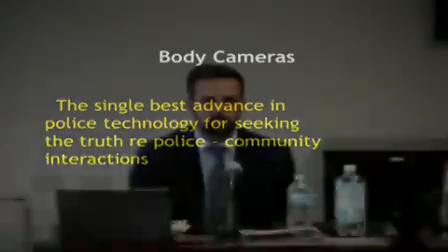 Body Cameras
The single best advance in
police technology for seeking
the truth re police - community
interactions